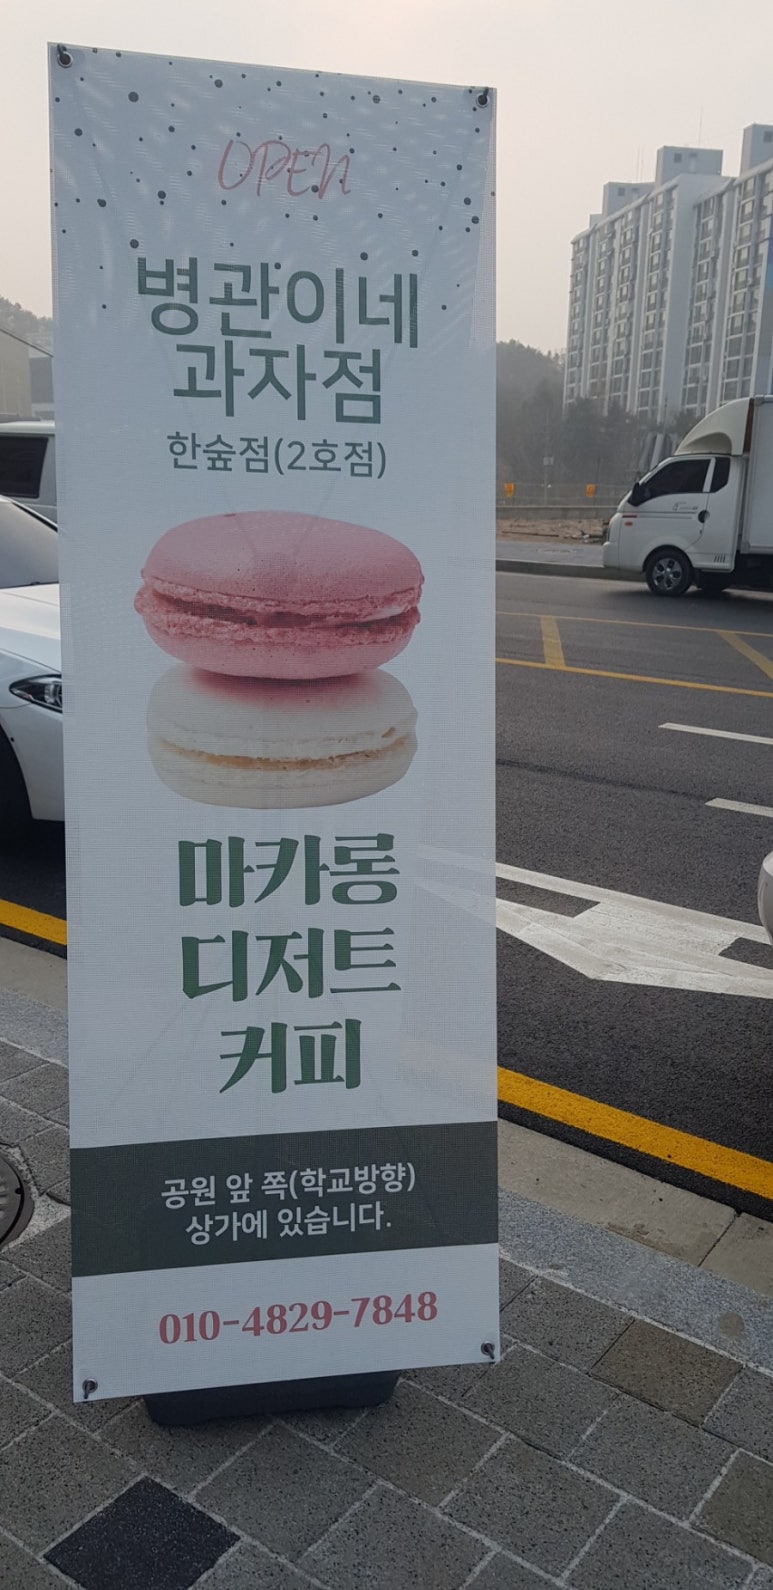 OPEN
병관이네
과자점
한숲점(2호점)
마카롱
디저트
커피
공원 앞 쪽(학교방향)
상가에 있습니다.
010-4829-7848